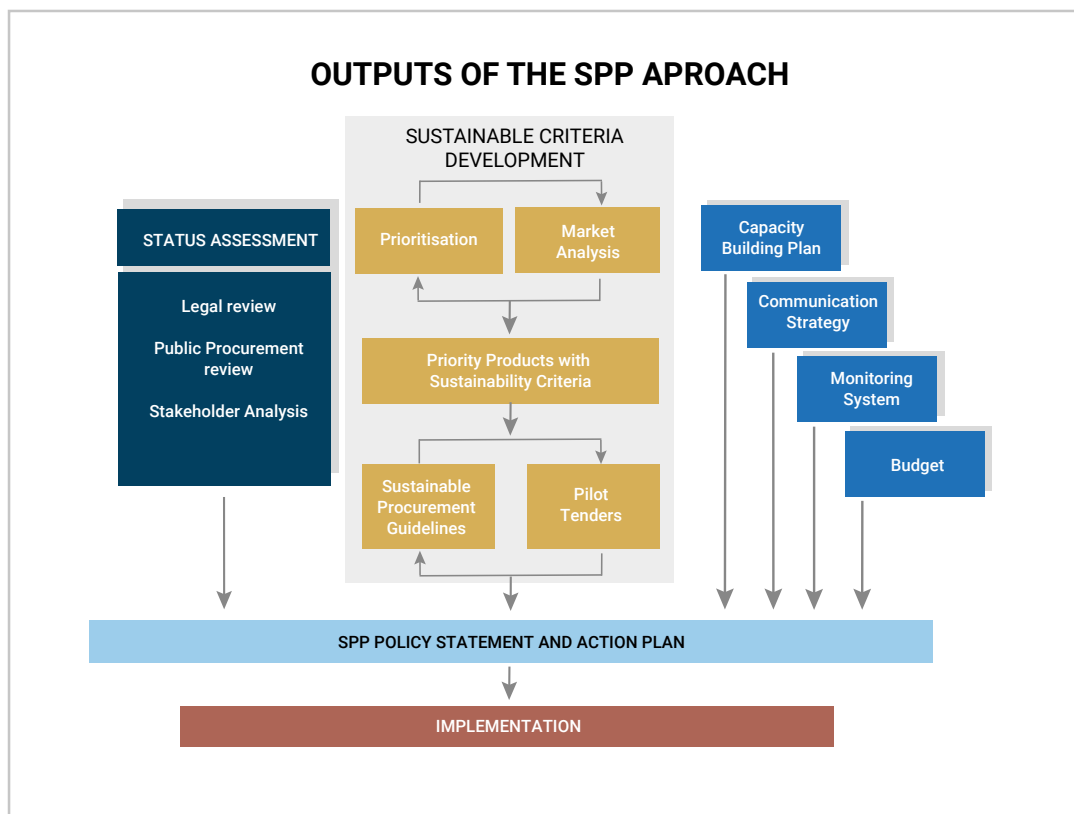 OUTPUTS OF THE SPP APROACH
STATUS ASSESSMENT
Legal review
Public Procurement
review
Stakeholder Analysis
SUSTAINABLE CRITERIA
DEVELOPMENT
Prioritisation
Market
Analysis
Priority Products with
Sustainability Criteria
Sustainable
Procurement
Guidelines
Pilot
Tenders
Capacity
Building Plan
Communication
Strategy
Monitoring
System
Budget
SPP POLICY STATEMENT AND ACTION PLAN
IMPLEMENTATION